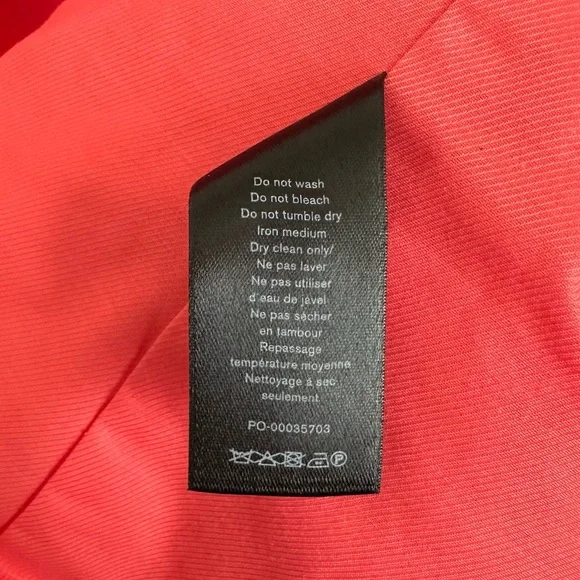 Do not wash
Do not bleach
Do not tumble dry
Iron medium
Dry clean only/
Ne pas laver
Ne pas utiliser
d'eau de javel
Ne pas sécher
en tambour
Repassage
température moyenne
Nettoyage à sec
seulement
PO-00035703
P